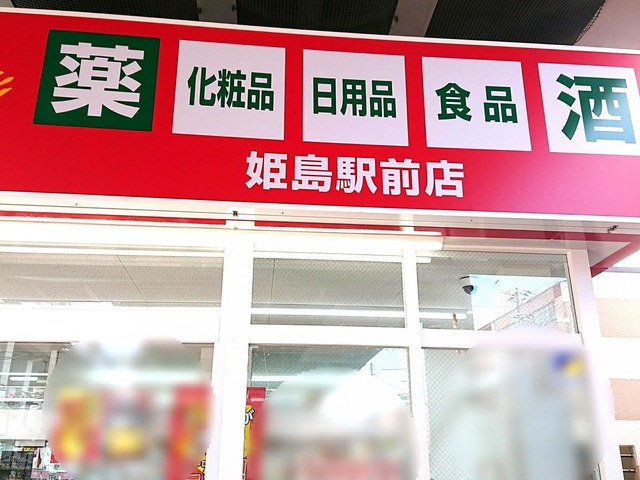 薬 化粧品 日用品 食品 酒
姫島駅前店